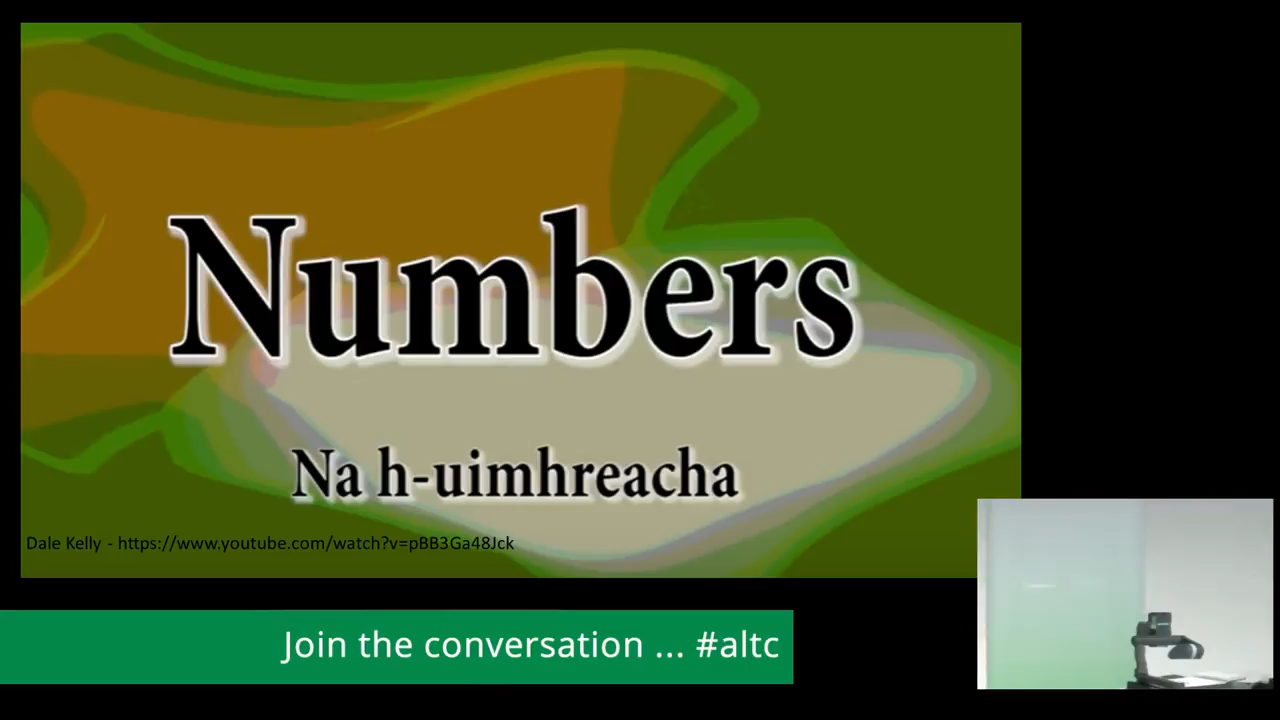 Numbers
Na h-uimhreacha
Dale Kelly - https://www.youtube.com/watch?v=pBB3Ga48Jck
Join the conversation ... #altc